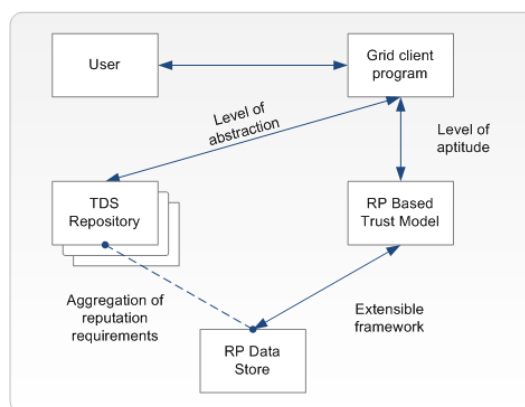 User
Grid client
program
Level of
abstraction
Level of
aptitude
TDS
Repository
RP Based
Trust Model
Aggregation of
reputation
requirements
Extensible
framework
RP Data
Store